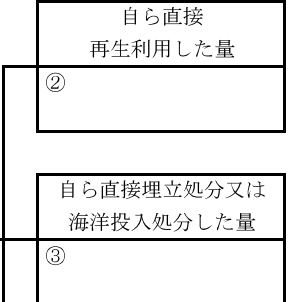 自ら直接
再生利用した量
②
自ら直接埋立処分又は
海洋投入処分した量
③